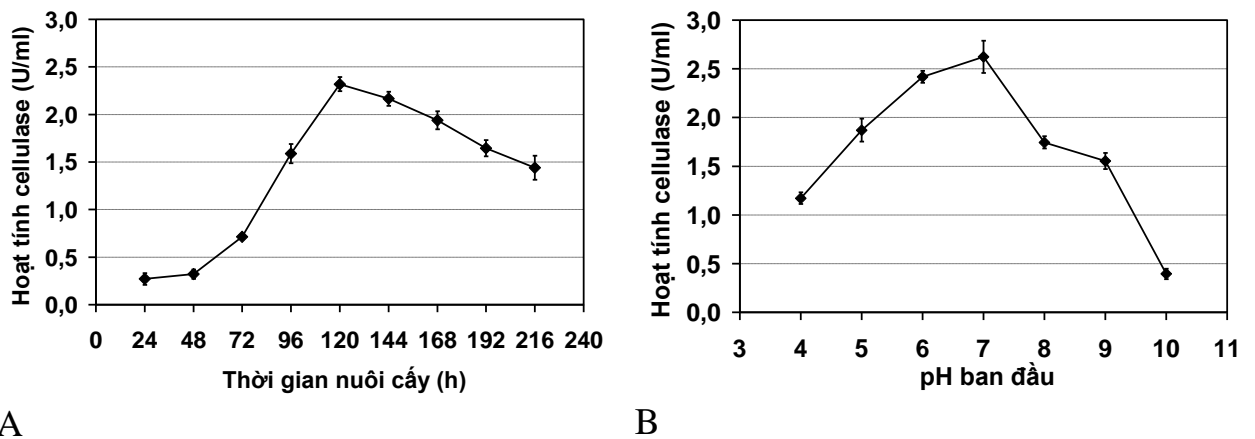 Hoạt tính cellulase (U/ml)
3,0
2,5
2,0
1,5
1,0
0,5
0,0
0 24 48 72 96 120 144 168 192 216 240
Thời gian nuôi cấy (h)
A
Hoạt tính cellulase (U/ml)
3,0
2,5
2,0
1,5
1,0
0,5
0,0
3 4 5 6 7 8 9 10 11
pH ban đầu
B